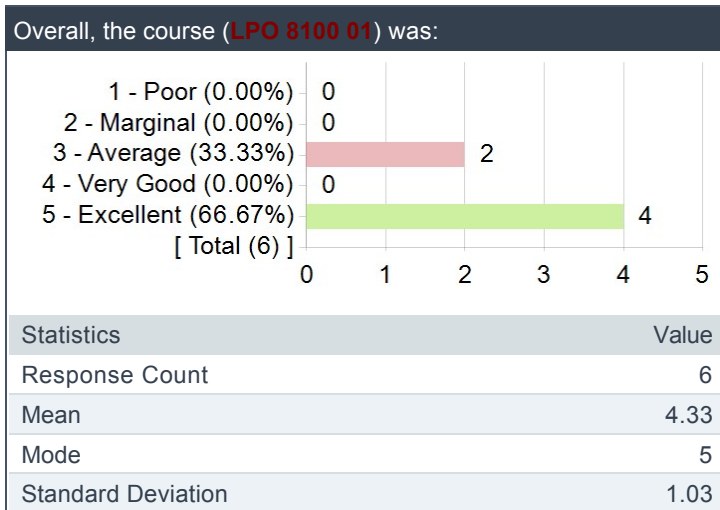 Overall, the course (LPO 8100 01) was:
1 - Poor (0.00%) 0
2 - Marginal (0.00%) 0
3 - Average (33.33%) 2
4 - Very Good (0.00%) 0
5 - Excellent (66.67%) 4
[ Total (6) ]
0 1 2 3 4 5
Statistics Value
Response Count 6
Mean 4.33
Mode 5
Standard Deviation 1.03